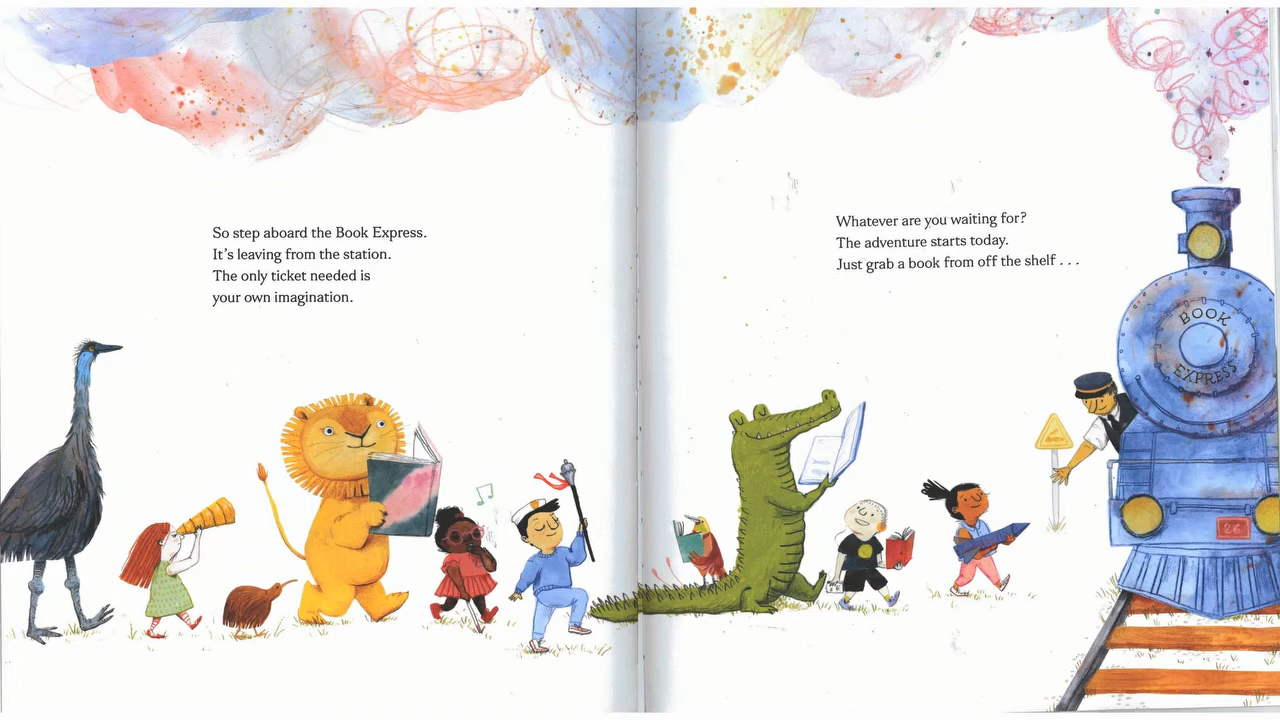 So step aboard the Book Express.
It's leaving from the station.
The only ticket needed is
your own imagination.
Whatever are you waiting for?
The adventure starts today.
Just grab a book from off the shelf . . .
BOOK
EXPRESS
26